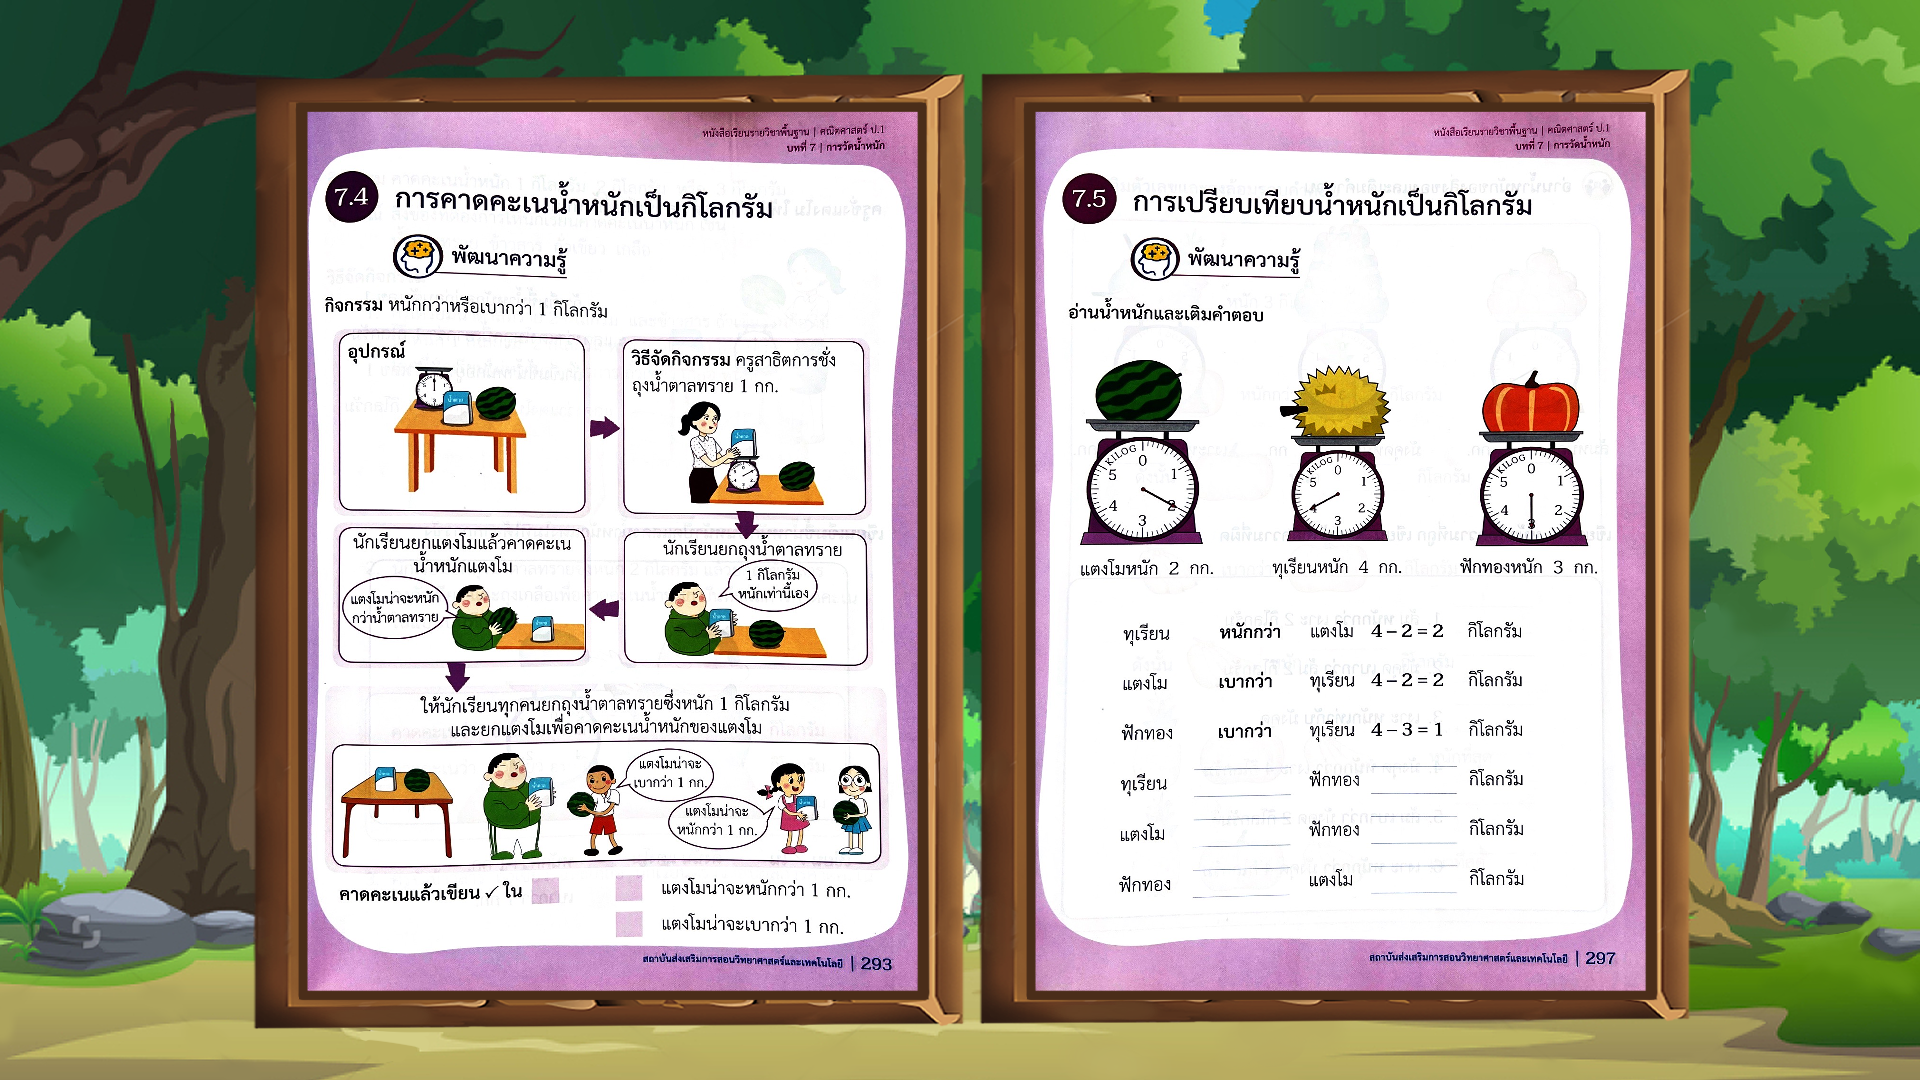 หนังสือเรียนรายวิชาพื้นฐาน | คณิตศาสตร์ ป.1
บทที่ 7 | การวัดน้ำหนัก
7.4 การคาดคะเนน้ำหนักเป็นกิโลกรัม
พัฒนาความรู้
กิจกรรม หนักกว่าหรือเบากว่า 1 กิโลกรัม
อุปกรณ์
วิธีจัดกิจกรรม ครูสาธิตการชั่ง
ถุงน้ำตาลทราย 1 กก.
นักเรียนยกถุงน้ำตาลทราย
1 กิโลกรัม
หนักเท่านี้เอง
นักเรียนยกแตงโมแล้วคาดคะเน
น้ำหนักแตงโม
แตงโมน่าจะหนัก
กว่าน้ำตาลทราย
ให้นักเรียนทุกคนยกถุงน้ำตาลทรายซึ่งหนัก 1 กิโลกรัม
และยกแตงโมเพื่อคาดคะเนน้ำหนักของแตงโม
แตงโมน่าจะ
เบากว่า 1 กก.
แตงโมน่าจะ
หนักกว่า 1 กก.
คาดคะเนแล้วเขียน ✓ ใน
แตงโมน่าจะหนักกว่า 1 กก.
แตงโมน่าจะเบากว่า 1 กก.
สถาบันส่งเสริมการสอนวิทยาศาสตร์และเทคโนโลยี | 293
หนังสือเรียนรายวิชาพื้นฐาน | คณิตศาสตร์ ป.1
บทที่ 7 | การวัดน้ำหนัก
7.5 การเปรียบเทียบน้ำหนักเป็นกิโลกรัม
พัฒนาความรู้
อ่านน้ำหนักและเติมคำตอบ
KILOG 0 1 2 3 4 5
KILOG 0 1 2 3 4 5
KILOG 0 1 2 3 4 5
แตงโมหนัก 2 กก. ทุเรียนหนัก 4 กก. ฟักทองหนัก 3 กก.
ทุเรียน หนักกว่า แตงโม 4 – 2 = 2 กิโลกรัม
แตงโม เบากว่า ทุเรียน 4 – 2 = 2 กิโลกรัม
ฟักทอง เบากว่า ทุเรียน 4 – 3 = 1 กิโลกรัม
ทุเรียน ฟักทอง กิโลกรัม
แตงโม ฟักทอง กิโลกรัม
ฟักทอง แตงโม กิโลกรัม
สถาบันส่งเสริมการสอนวิทยาศาสตร์และเทคโนโลยี | 297